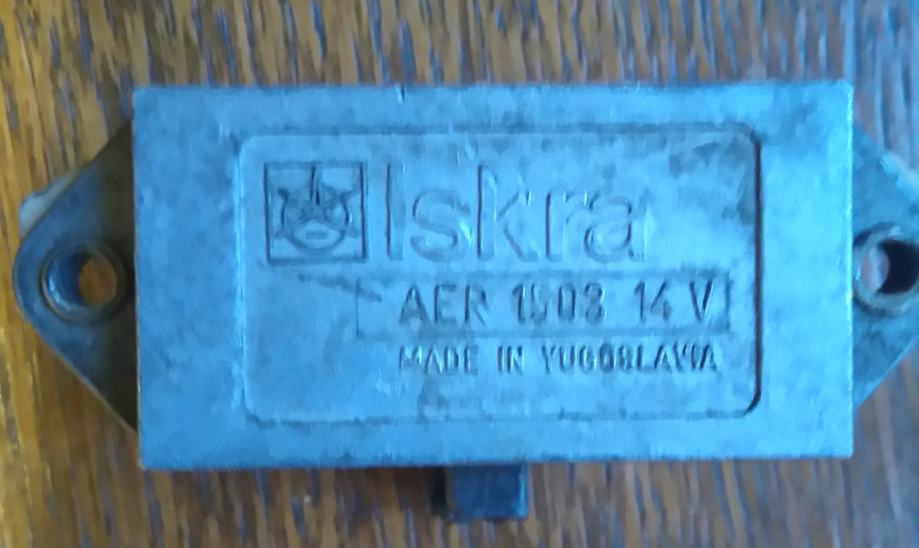 Iskra
AER 1503 14 V
MADE IN YUGOSLAVIA